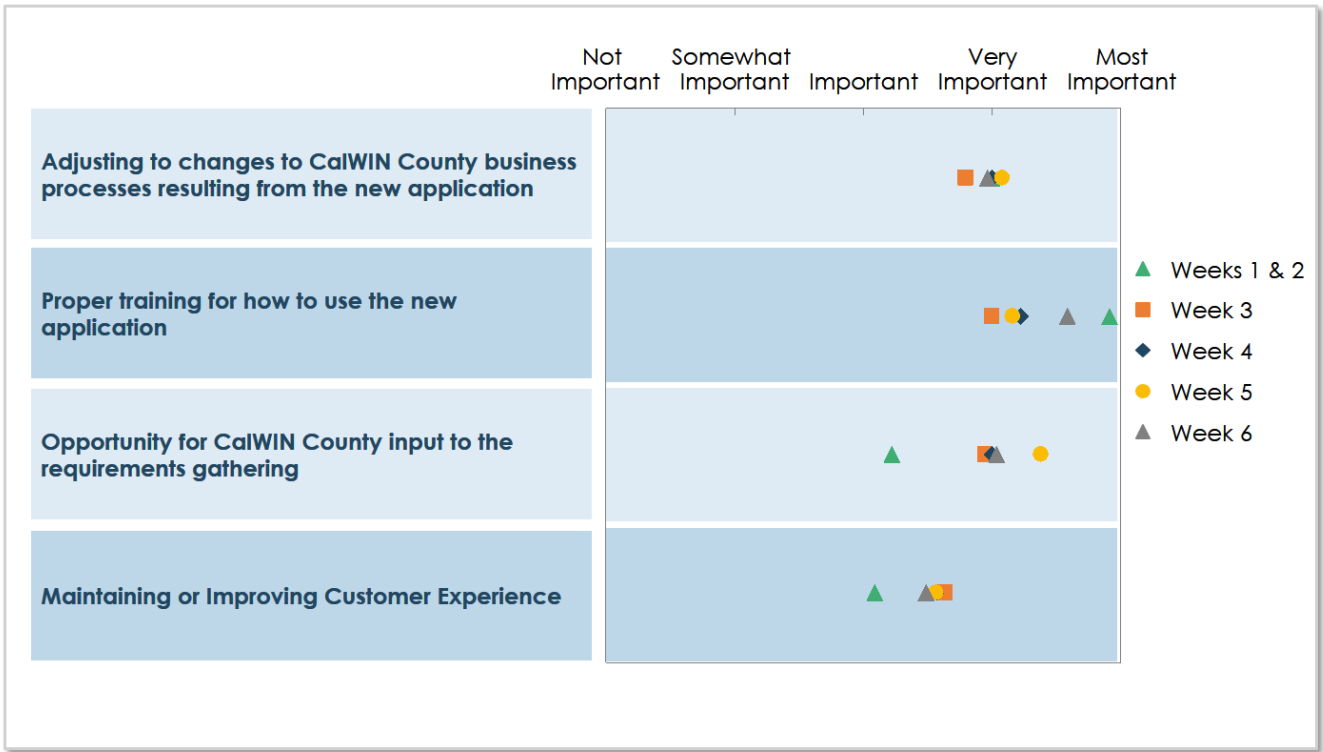 Not Important
Somewhat Important
Important
Very Important
Most Important
Adjusting to changes to CalWIN County business
processes resulting from the new application
Proper training for how to use the new
application
Opportunity for CalWIN County input to the
requirements gathering
Maintaining or Improving Customer Experience
Weeks 1 & 2
Week 3
Week 4
Week 5
Week 6